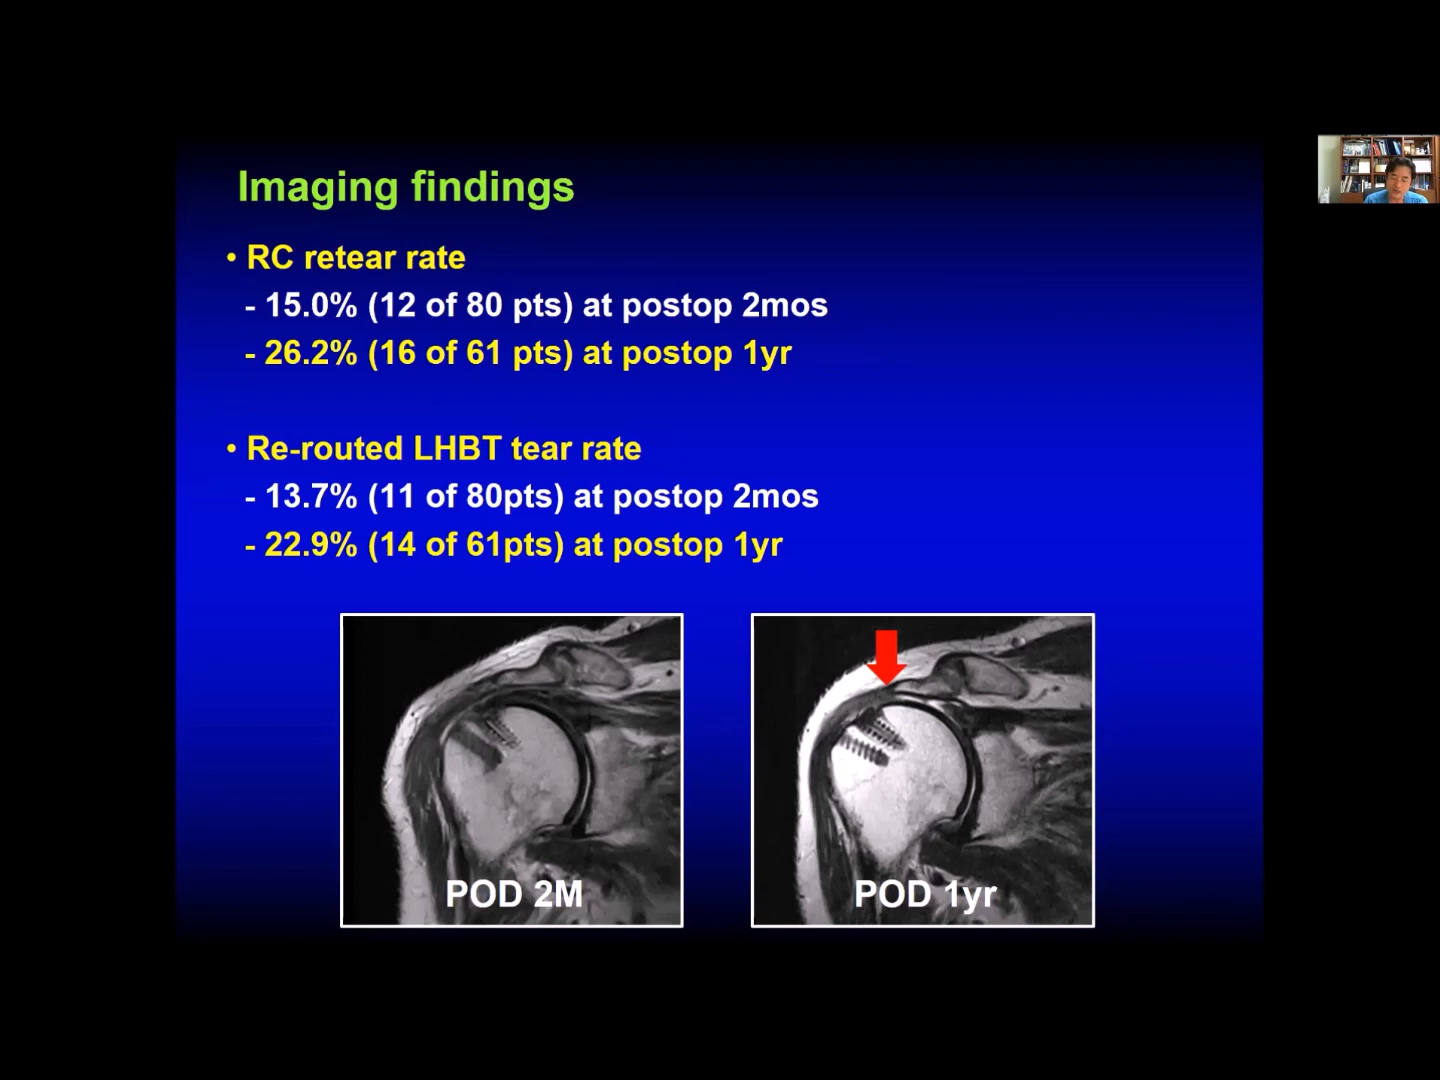 Imaging findings
• RC retear rate
- 15.0% (12 of 80 pts) at postop 2mos
- 26.2% (16 of 61 pts) at postop 1yr
• Re-routed LHBT tear rate
- 13.7% (11 of 80pts) at postop 2mos
- 22.9% (14 of 61pts) at postop 1yr
POD 2M
POD 1yr